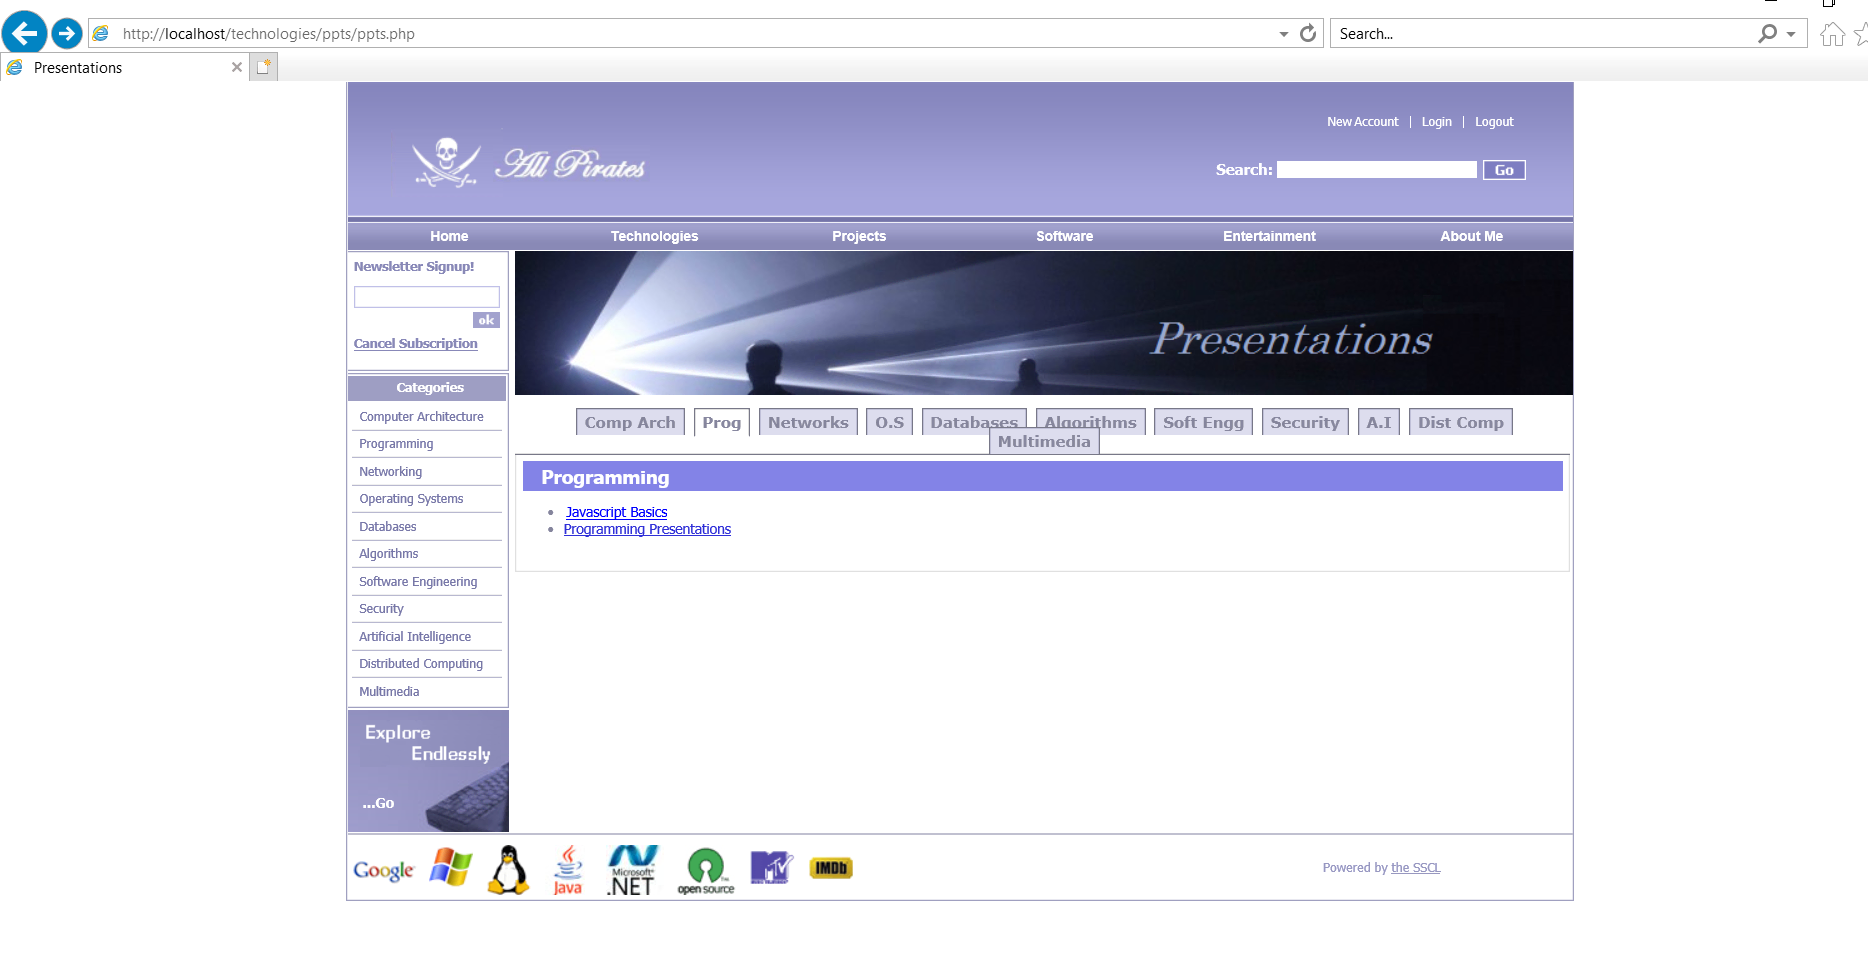 http://localhost/technologies/ppts/ppts.php
Search...
Presentations
New Account | Login | Logout
All Pirates
Search: Go
Home Technologies Projects Software Entertainment About Me
Newsletter Signup!
ok
Cancel Subscription
Presentations
Categories
Computer Architecture
Programming
Networking
Operating Systems
Databases
Algorithms
Software Engineering
Security
Artificial Intelligence
Distributed Computing
Multimedia
Comp Arch Prog Networks O.S Databases Algorithms Soft Engg Security A.I Dist Comp
Multimedia
Programming
Javascript Basics
Programming Presentations
Explore
Endlessly
...Go
Google
Java
Microsoft
.NET
open source
MTV
IMDb
Powered by the SSCL